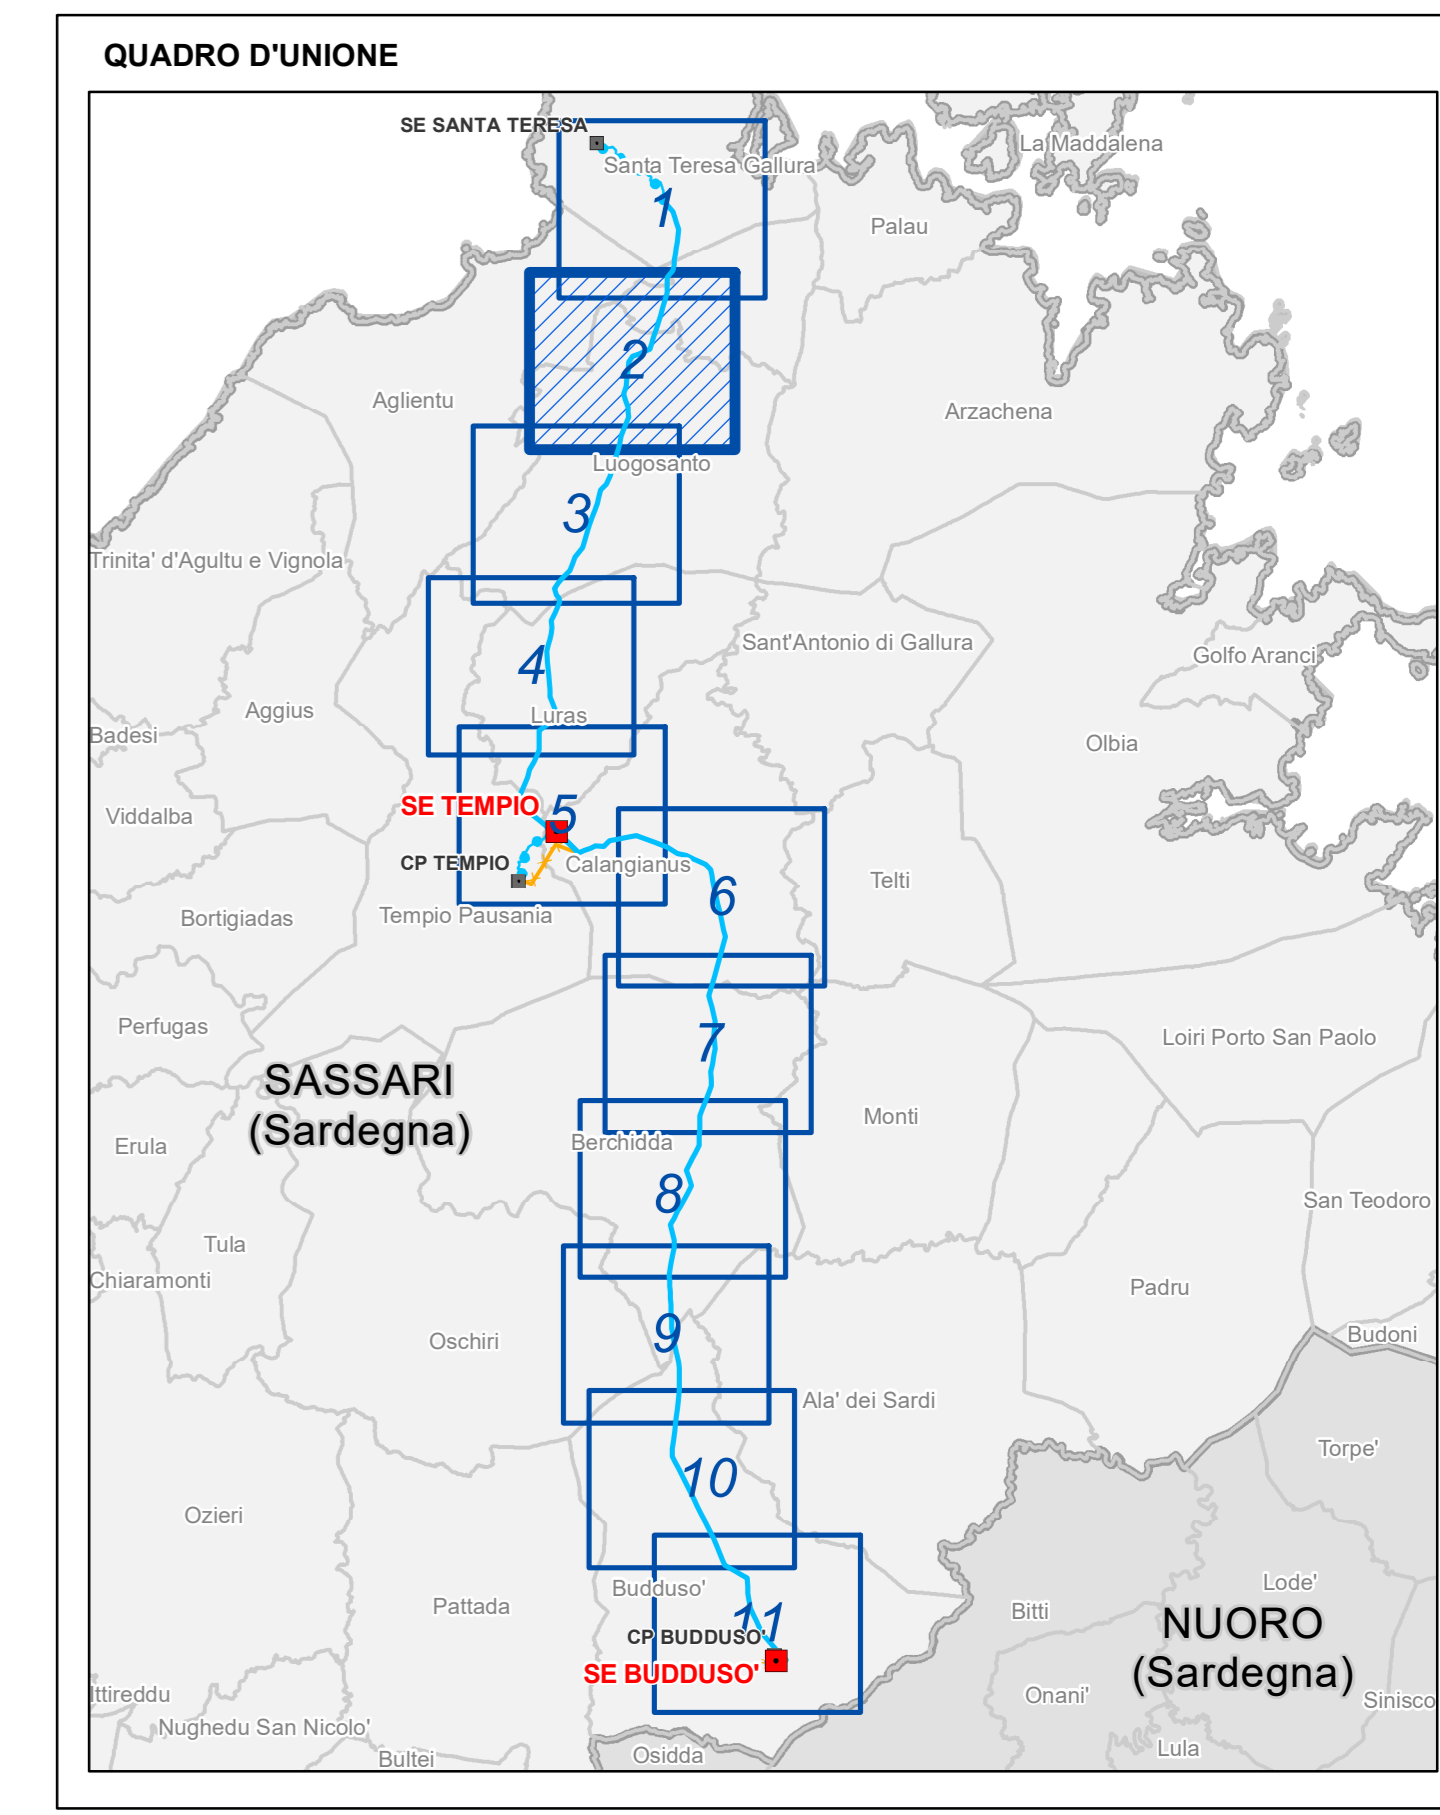 QUADRO D'UNIONE
SE SANTA TERESA
La Maddalena
Santa Teresa Gallura
1
Palau
2
Aglientu
Arzachena
Luogosanto
3
Trinita' d'Agultu e Vignola
Sant'Antonio di Gallura
Golfo Aranci
4
Aggius
Luras
Badesi
Olbia
SE TEMPIO
5
Viddalba
CP TEMPIO
Calangianus
Telti
6
Tempio Pausania
Bortigiadas
Perfugas
Loiri Porto San Paolo
7
SASSARI
(Sardegna)
Monti
Erula
Berchidda
8
San Teodoro
Tula
Chiaramonti
Padru
9
Budoni
Oschiri
Ala' dei Sardi
Torpe'
10
Ozieri
Lode'
Budduso'
Pattada
Bitti
11
NUORO
(Sardegna)
CP BUDDUSO'
SE BUDDUSO'
Ittireddu
Onani'
Sinisco
Nughedu San Nicolo'
Lula
Osidda
Bultei